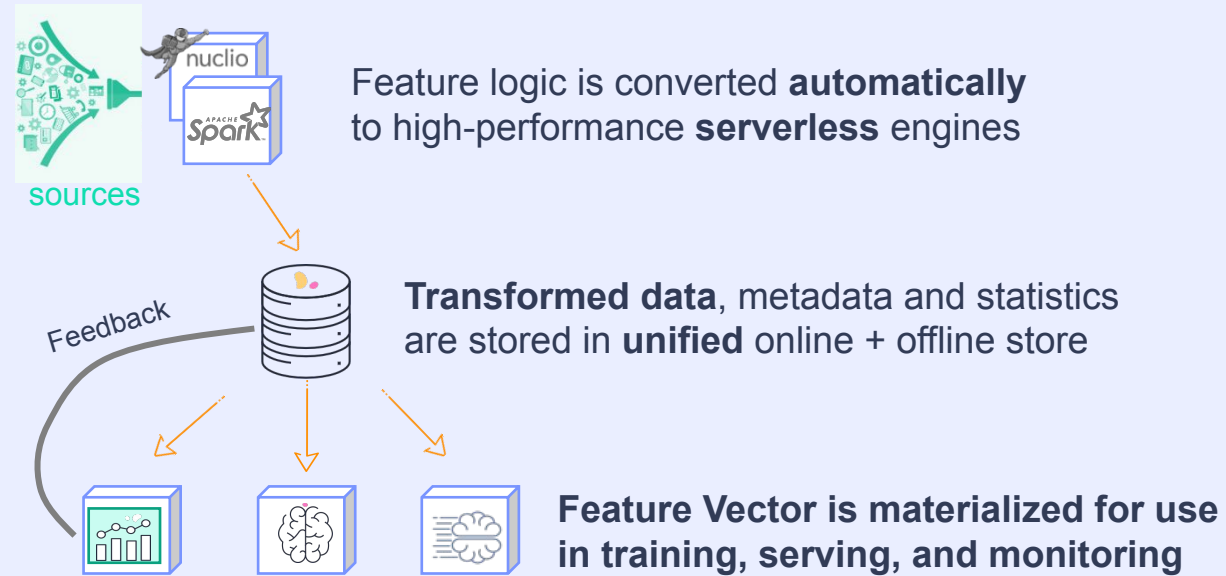 nuclio
APACHE
Spark
sources
Feature logic is converted automatically
to high-performance serverless engines
Feedback
Transformed data, metadata and statistics
are stored in unified online + offline store
Feature Vector is materialized for use
in training, serving, and monitoring